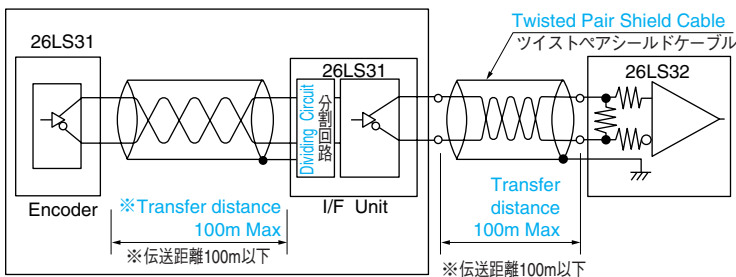 Twisted Pair Shield Cable
ツイストペアシールドケーブル
26LS31
26LS31
26LS32
Dividing Circuit
分割回路
Encoder
I/F Unit
※Transfer distance
100m Max
※伝送距離100m以下
Transfer
distance
100m Max
※伝送距離100m以下